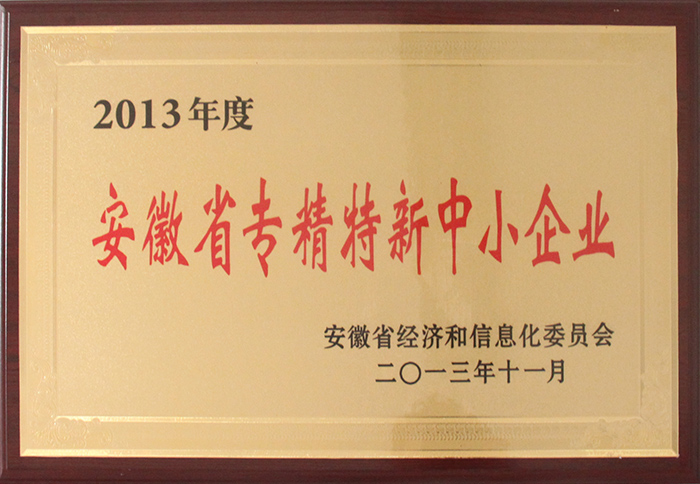 2013年度
安徽省专精特新中小企业
安徽省经济和信息化委员会
二〇一三年十一月